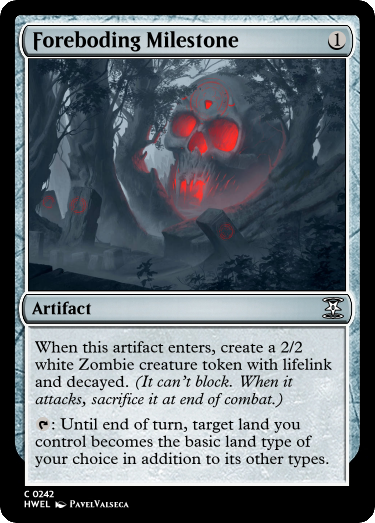 Foreboding Milestone 1
Artifact
When this artifact enters, create a 2/2
white Zombie creature token with lifelink
and decayed. (It can't block. When it
attacks, sacrifice it at end of combat.)
: Until end of turn, target land you
control becomes the basic land type of
your choice in addition to its other types.
C 0242
HWEL PavelValseca